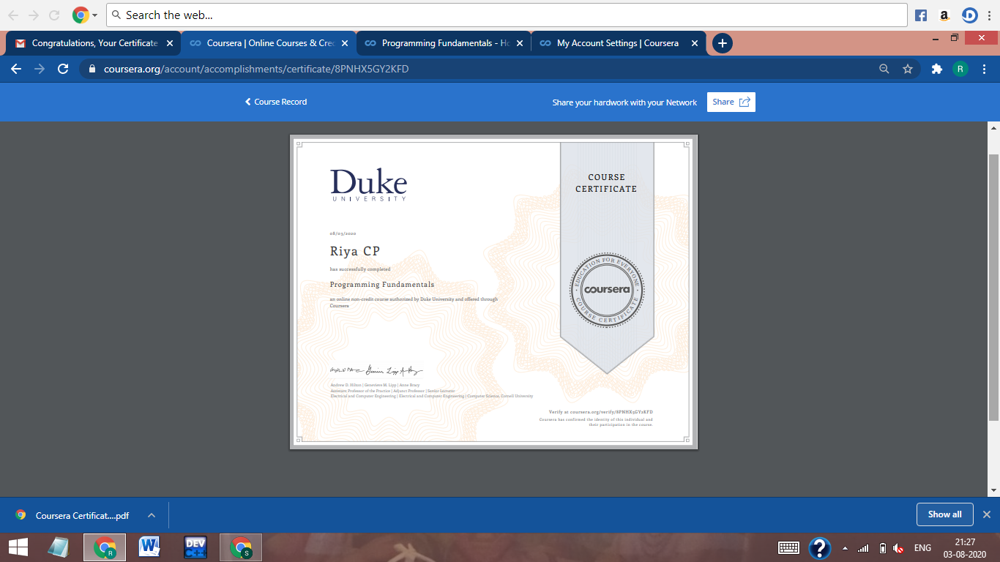 Search the web...
Congratulations, Your Certificate
Coursera | Online Courses & Cred
Programming Fundamentals - Ho
My Account Settings | Coursera
coursera.org/account/accomplishments/certificate/8PNHX5GY2KFD
R
Course Record
Share your hardwork with your Network
Share
Duke
UNIVERSITY
COURSE
CERTIFICATE
08/03/2020
Riya CP
has successfully completed
Programming Fundamentals
an online non-credit course authorized by Duke University and offered through
Coursera
EDUCATION FOR EVERYONE
coursera
COURSE CERTIFICATE
Andrew D. Hilton | Genevieve M. Lipp | Anne Bracy
Assistant Professor of the Practice | Adjunct Professor | Senior Lecturer
Electrical and Computer Engineering | Electrical and Computer Engineering | Computer Science, Cornell University
Verify at coursera.org/verify/8PNHX5GY2KFD
Coursera has confirmed the identity of this individual and
their participation in the course.
Coursera Certificat....pdf
Show all
R
W
DEV
C++
S
?
ENG
21:27
03-08-2020